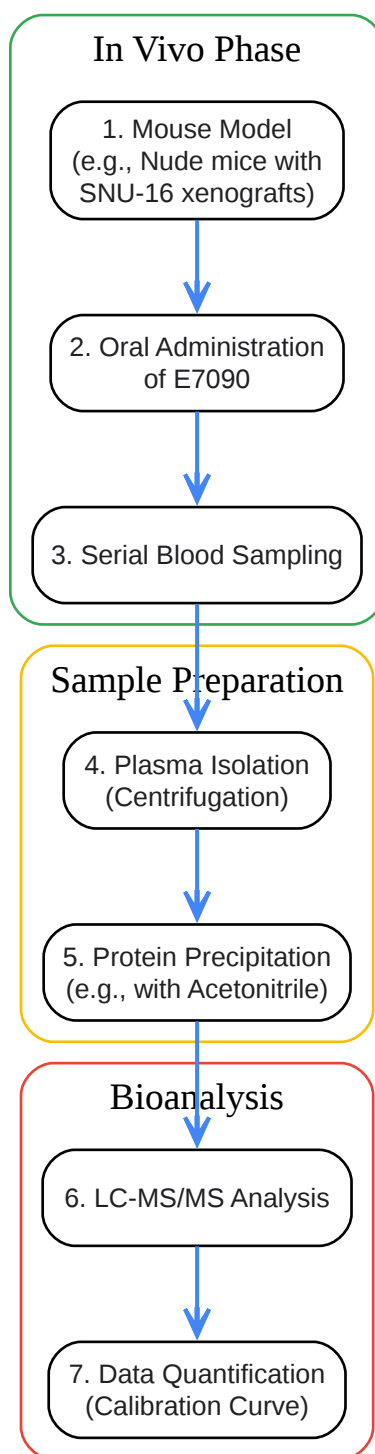 In Vivo Phase
1. Mouse Model
(e.g., Nude mice with
SNU-16 xenografts)
2. Oral Administration
of E7090
3. Serial Blood Sampling
Sample Preparation
4. Plasma Isolation
(Centrifugation)
5. Protein Precipitation
(e.g., with Acetonitrile)
Bioanalysis
6. LC-MS/MS Analysis
7. Data Quantification
(Calibration Curve)